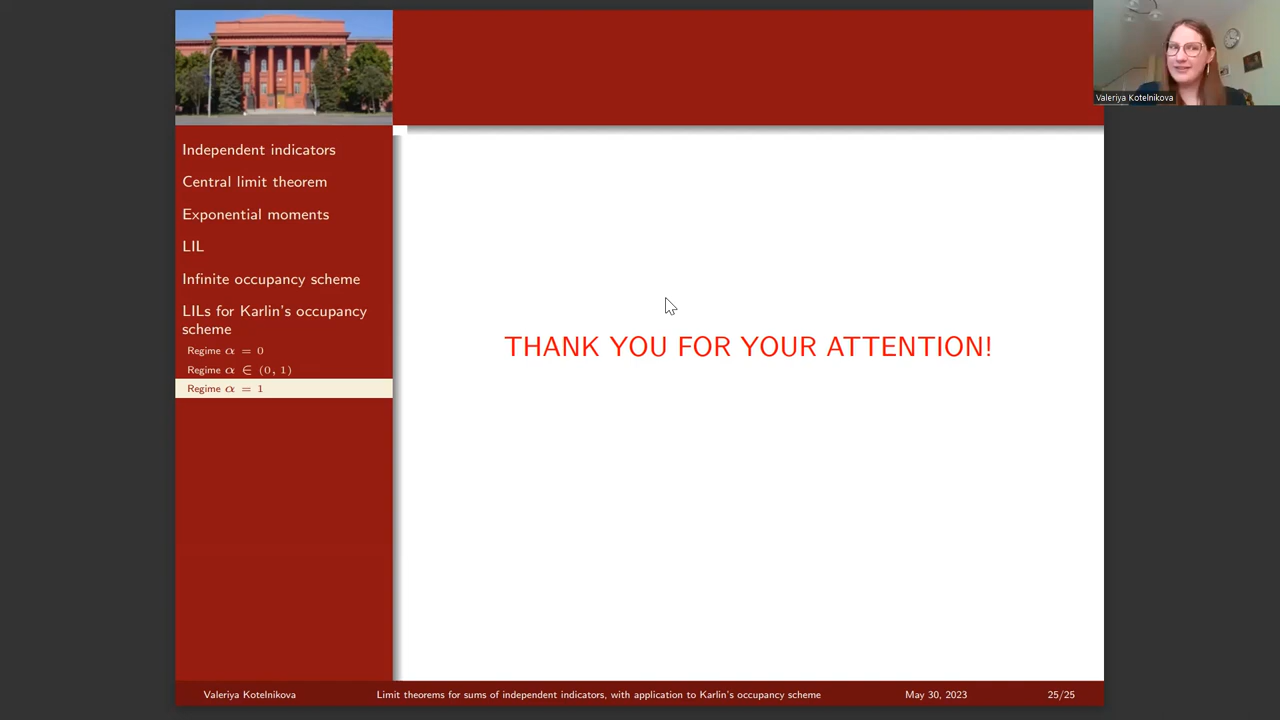 Valeriya Kotelnikova
Independent indicators
Central limit theorem
Exponential moments
LIL
Infinite occupancy scheme
LILs for Karlin's occupancy
scheme
Regime α = 0
Regime α ∈ (0, 1)
Regime α = 1
THANK YOU FOR YOUR ATTENTION!
Valeriya Kotelnikova Limit theorems for sums of independent indicators, with application to Karlin's occupancy scheme May 30, 2023 25/25